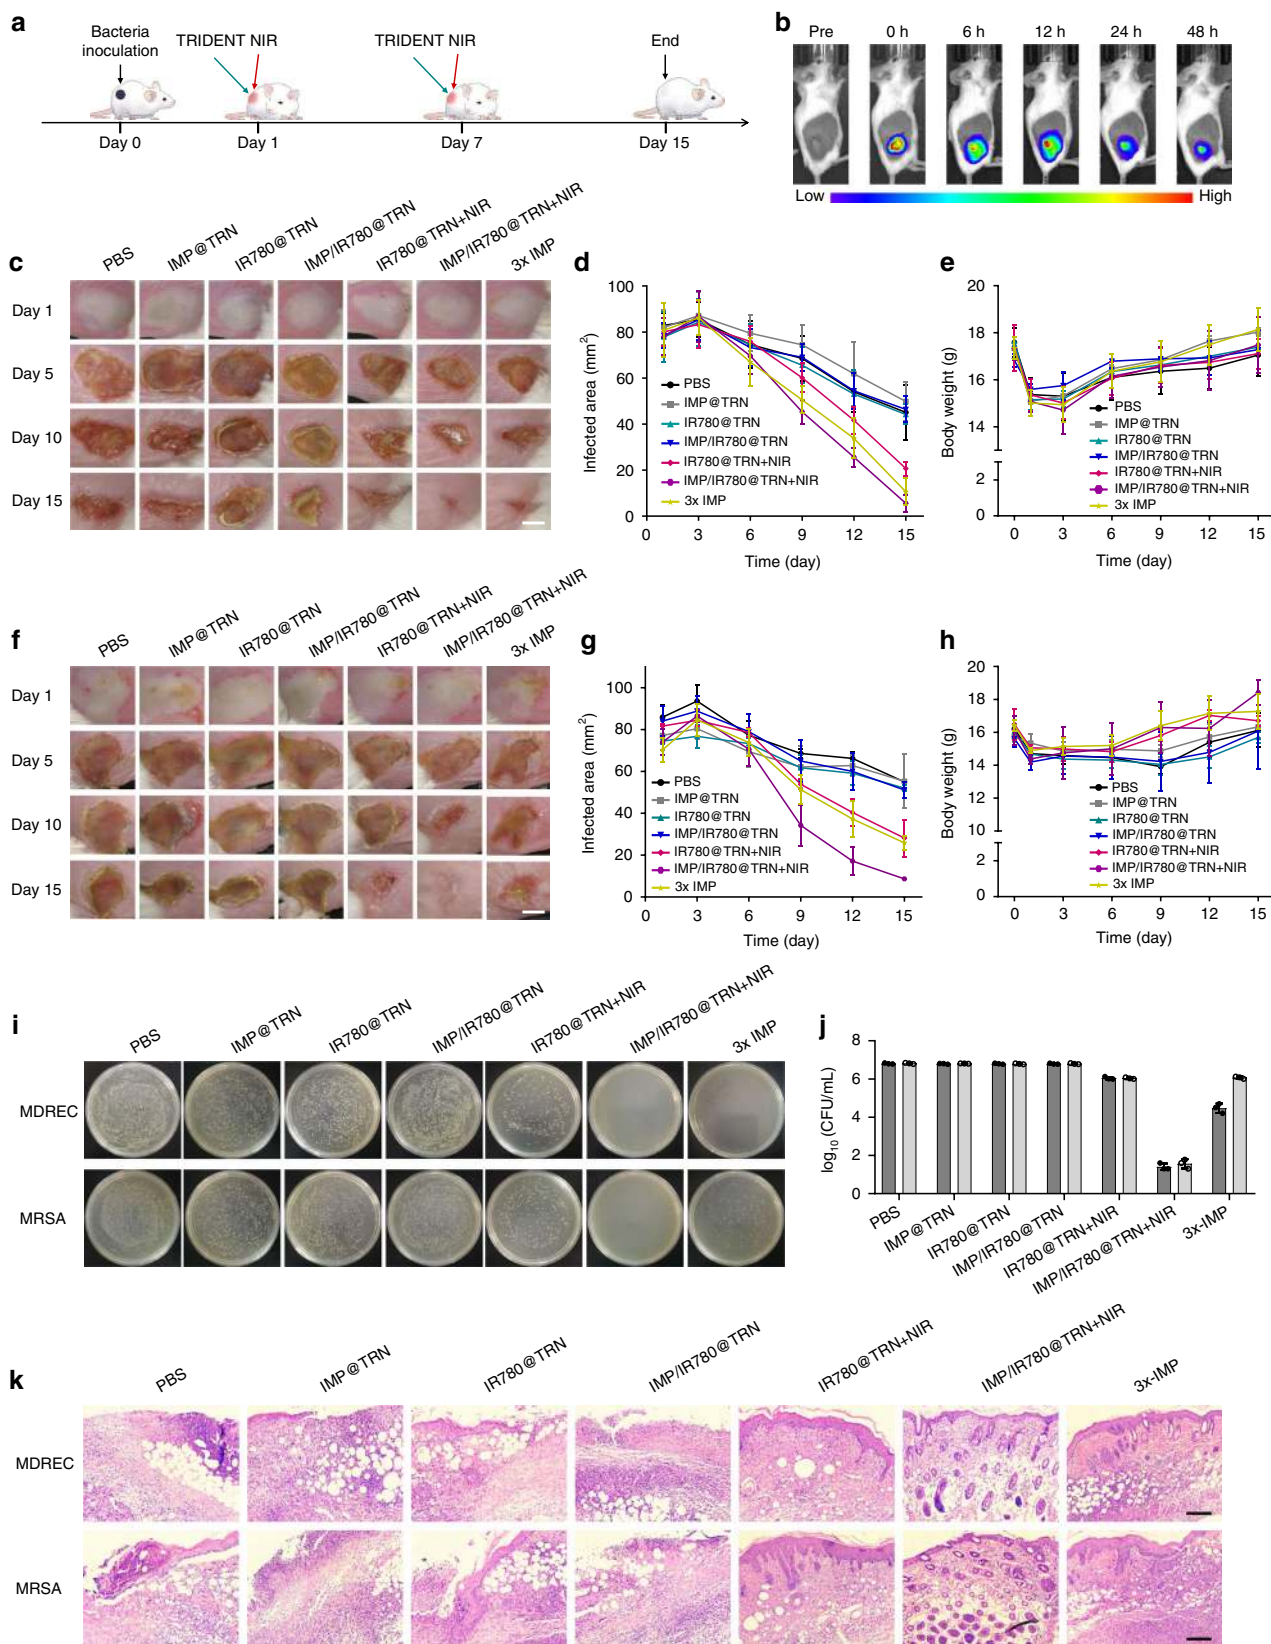 a
Bacteria
inoculation
TRIDENT NIR
TRIDENT NIR
End
Day 0
Day 1
Day 7
Day 15
b
Pre
0 h
6 h
12 h
24 h
48 h
Low
High
c
PBS
IMP@TRN
IR780@TRN
IMP/IR780@TRN
IR780@TRN+NIR
IMP/IR780@TRN+NIR
3x IMP
Day 1
Day 5
Day 10
Day 15
d
Infected area (mm²)
100
80
60
40
20
0
PBS
IMP@TRN
IR780@TRN
IMP/IR780@TRN
IR780@TRN+NIR
IMP/IR780@TRN+NIR
3x IMP
0 3 6 9 12 15
Time (day)
e
Body weight (g)
20
18
16
14
2
0
PBS
IMP@TRN
IR780@TRN
IMP/IR780@TRN
IR780@TRN+NIR
IMP/IR780@TRN+NIR
3x IMP
0 3 6 9 12 15
Time (day)
f
PBS
IMP@TRN
IR780@TRN
IMP/IR780@TRN
IR780@TRN+NIR
IMP/IR780@TRN+NIR
3x IMP
Day 1
Day 5
Day 10
Day 15
g
Infected area (mm²)
100
80
60
40
20
0
PBS
IMP@TRN
IR780@TRN
IMP/IR780@TRN
IR780@TRN+NIR
IMP/IR780@TRN+NIR
3x IMP
0 3 6 9 12 15
Time (day)
h
Body weight (g)
20
18
16
14
12
10
2
0
PBS
IMP@TRN
IR780@TRN
IMP/IR780@TRN
IR780@TRN+NIR
IMP/IR780@TRN+NIR
3x IMP
0 3 6 9 12 15
Time (day)
i
PBS
IMP@TRN
IR780@TRN
IMP/IR780@TRN
IR780@TRN+NIR
IMP/IR780@TRN+NIR
3x IMP
MDREC
MRSA
j
log₁₀ (CFU/mL)
8
6
4
2
0
PBS
IMP@TRN
IR780@TRN
IMP/IR780@TRN
IR780@TRN+NIR
IMP/IR780@TRN+NIR
3x-IMP
k
PBS
IMP@TRN
IR780@TRN
IMP/IR780@TRN
IR780@TRN+NIR
IMP/IR780@TRN+NIR
3x-IMP
MDREC
MRSA